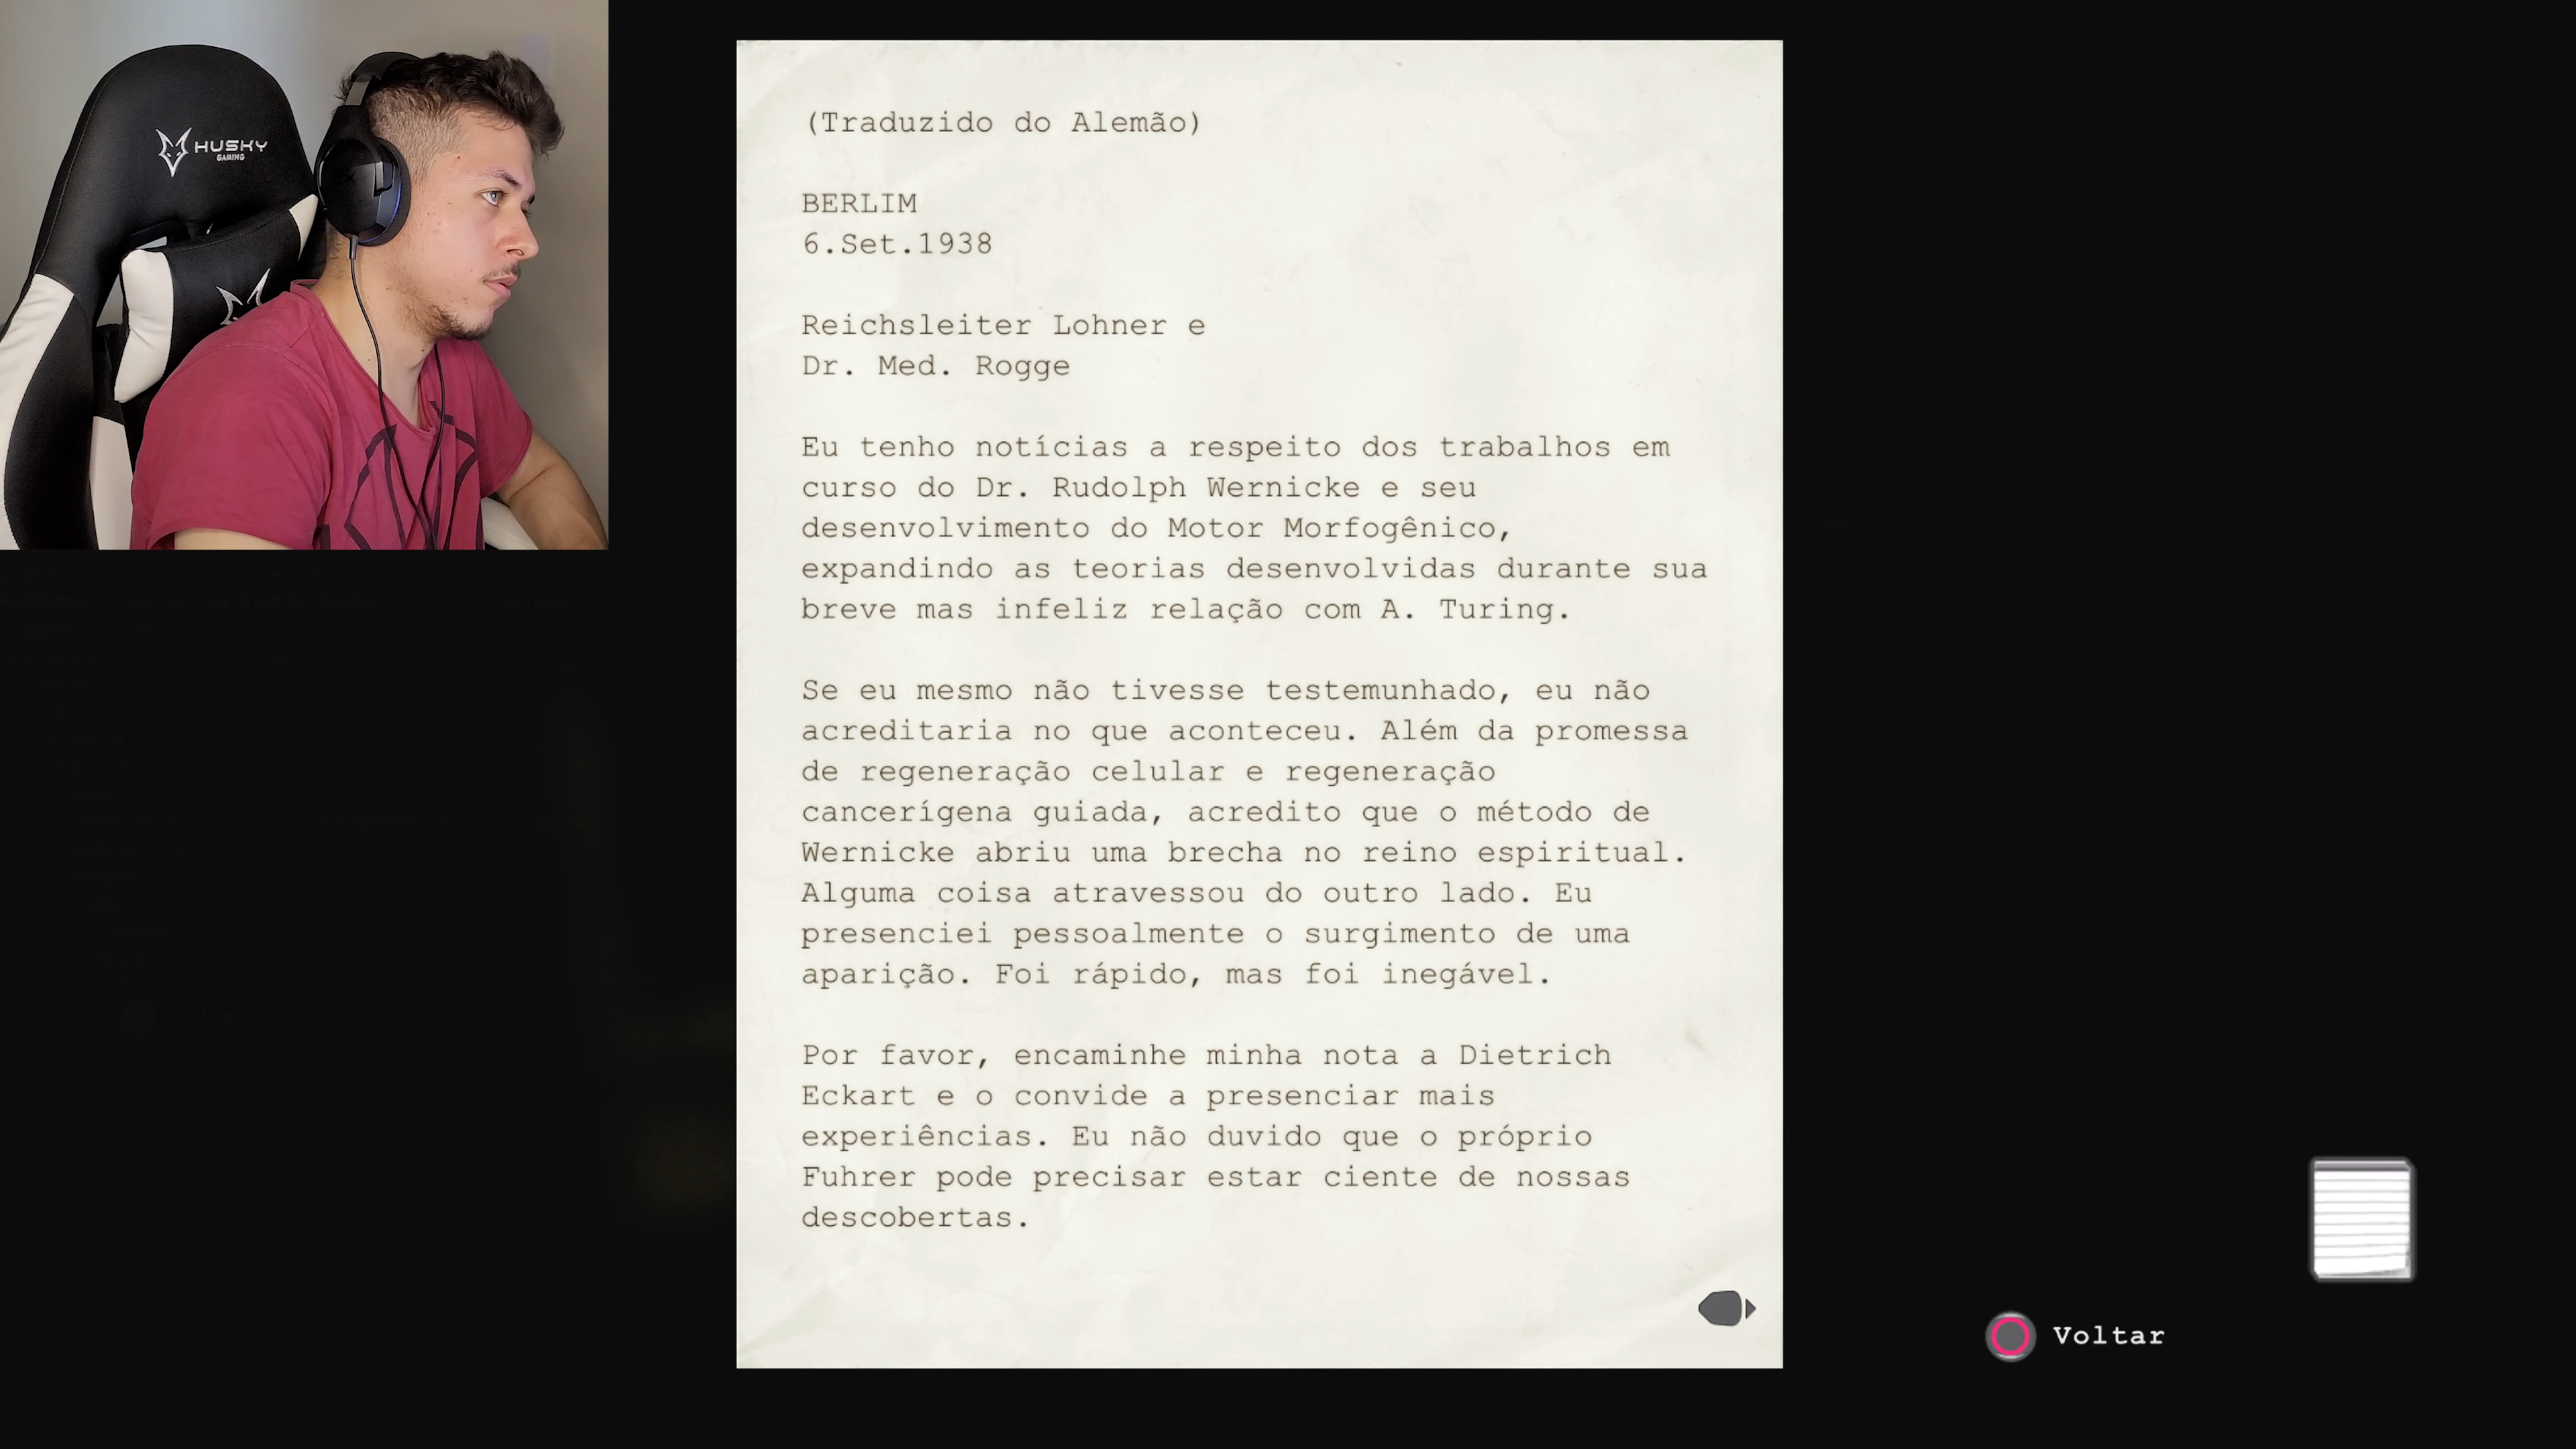 HUSKY
GAMING
(Traduzido do Alemão)
BERLIM
6.Set.1938
Reichsleiter Lohner e
Dr. Med. Rogge
Eu tenho notícias a respeito dos trabalhos em
curso do Dr. Rudolph Wernicke e seu
desenvolvimento do Motor Morfogênico,
expandindo as teorias desenvolvidas durante sua
breve mas infeliz relação com A. Turing.
Se eu mesmo não tivesse testemunhado, eu não
acreditaria no que aconteceu. Além da promessa
de regeneração celular e regeneração
cancerígena guiada, acredito que o método de
Wernicke abriu uma brecha no reino espiritual.
Alguma coisa atravessou do outro lado. Eu
presenciei pessoalmente o surgimento de uma
aparição. Foi rápido, mas foi inegável.
Por favor, encaminhe minha nota a Dietrich
Eckart e o convide a presenciar mais
experiências. Eu não duvido que o próprio
Fuhrer pode precisar estar ciente de nossas
descobertas.
Voltar